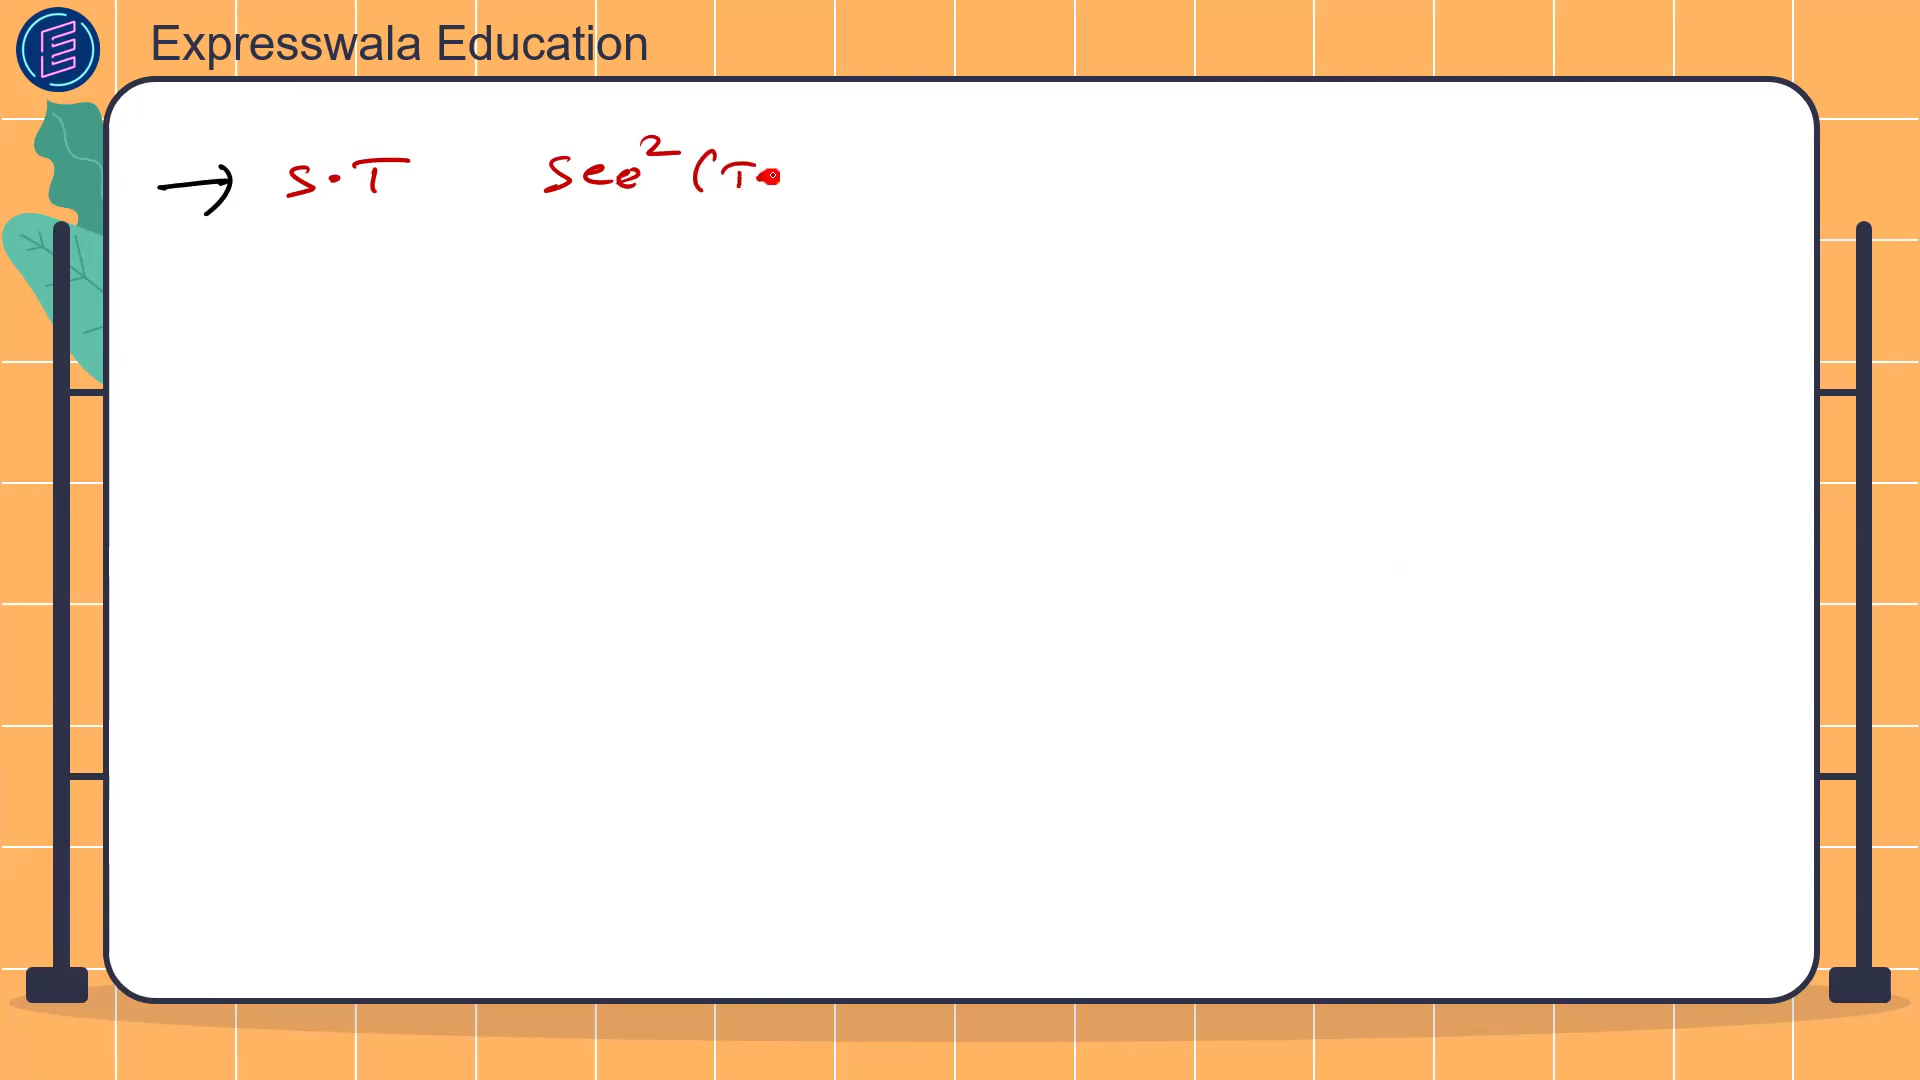 Expresswala Education
→ S.T sec² (T